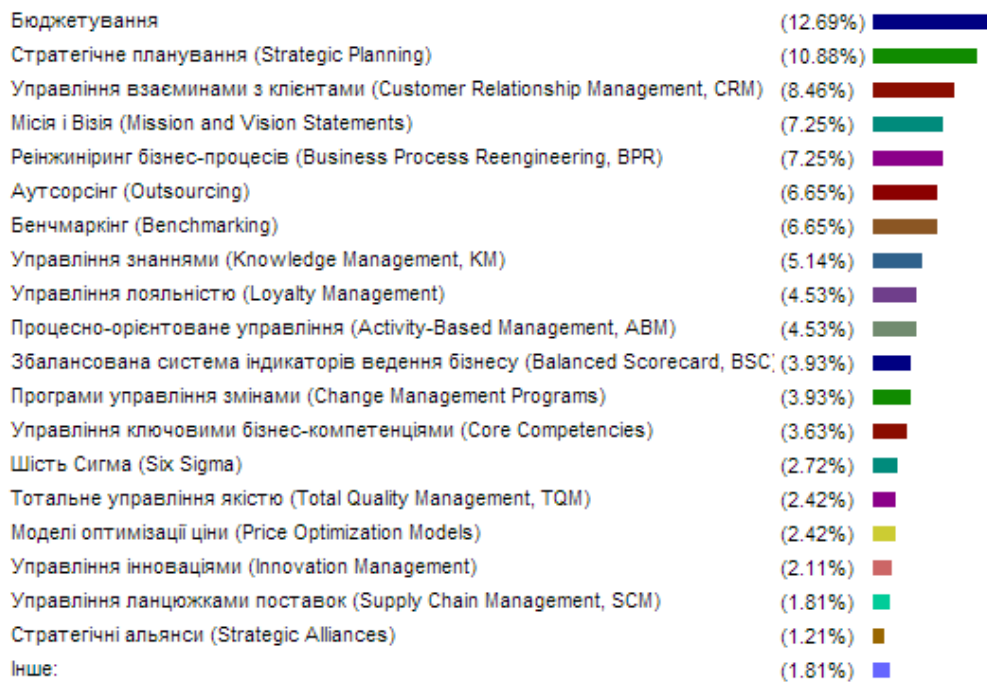 Бюджетування (12.69%)
Стратегічне планування (Strategic Planning) (10.88%)
Управління взаєминами з клієнтами (Customer Relationship Management, CRM) (8.46%)
Місія і Візія (Mission and Vision Statements) (7.25%)
Реінжиніринг бізнес-процесів (Business Process Reengineering, BPR) (7.25%)
Аутсорсінг (Outsourcing) (6.65%)
Бенчмаркінг (Benchmarking) (6.65%)
Управління знаннями (Knowledge Management, KM) (5.14%)
Управління лояльністю (Loyalty Management) (4.53%)
Процесно-орієнтоване управління (Activity-Based Management, ABM) (4.53%)
Збалансована система індикаторів ведення бізнесу (Balanced Scorecard, BSC) (3.93%)
Програми управління змінами (Change Management Programs) (3.93%)
Управління ключовими бізнес-компетенціями (Core Competencies) (3.63%)
Шість Сигма (Six Sigma) (2.72%)
Тотальне управління якістю (Total Quality Management, TQM) (2.42%)
Моделі оптимізації ціни (Price Optimization Models) (2.42%)
Управління інноваціями (Innovation Management) (2.11%)
Управління ланцюжками поставок (Supply Chain Management, SCM) (1.81%)
Стратегічні альянси (Strategic Alliances) (1.21%)
Інше: (1.81%)